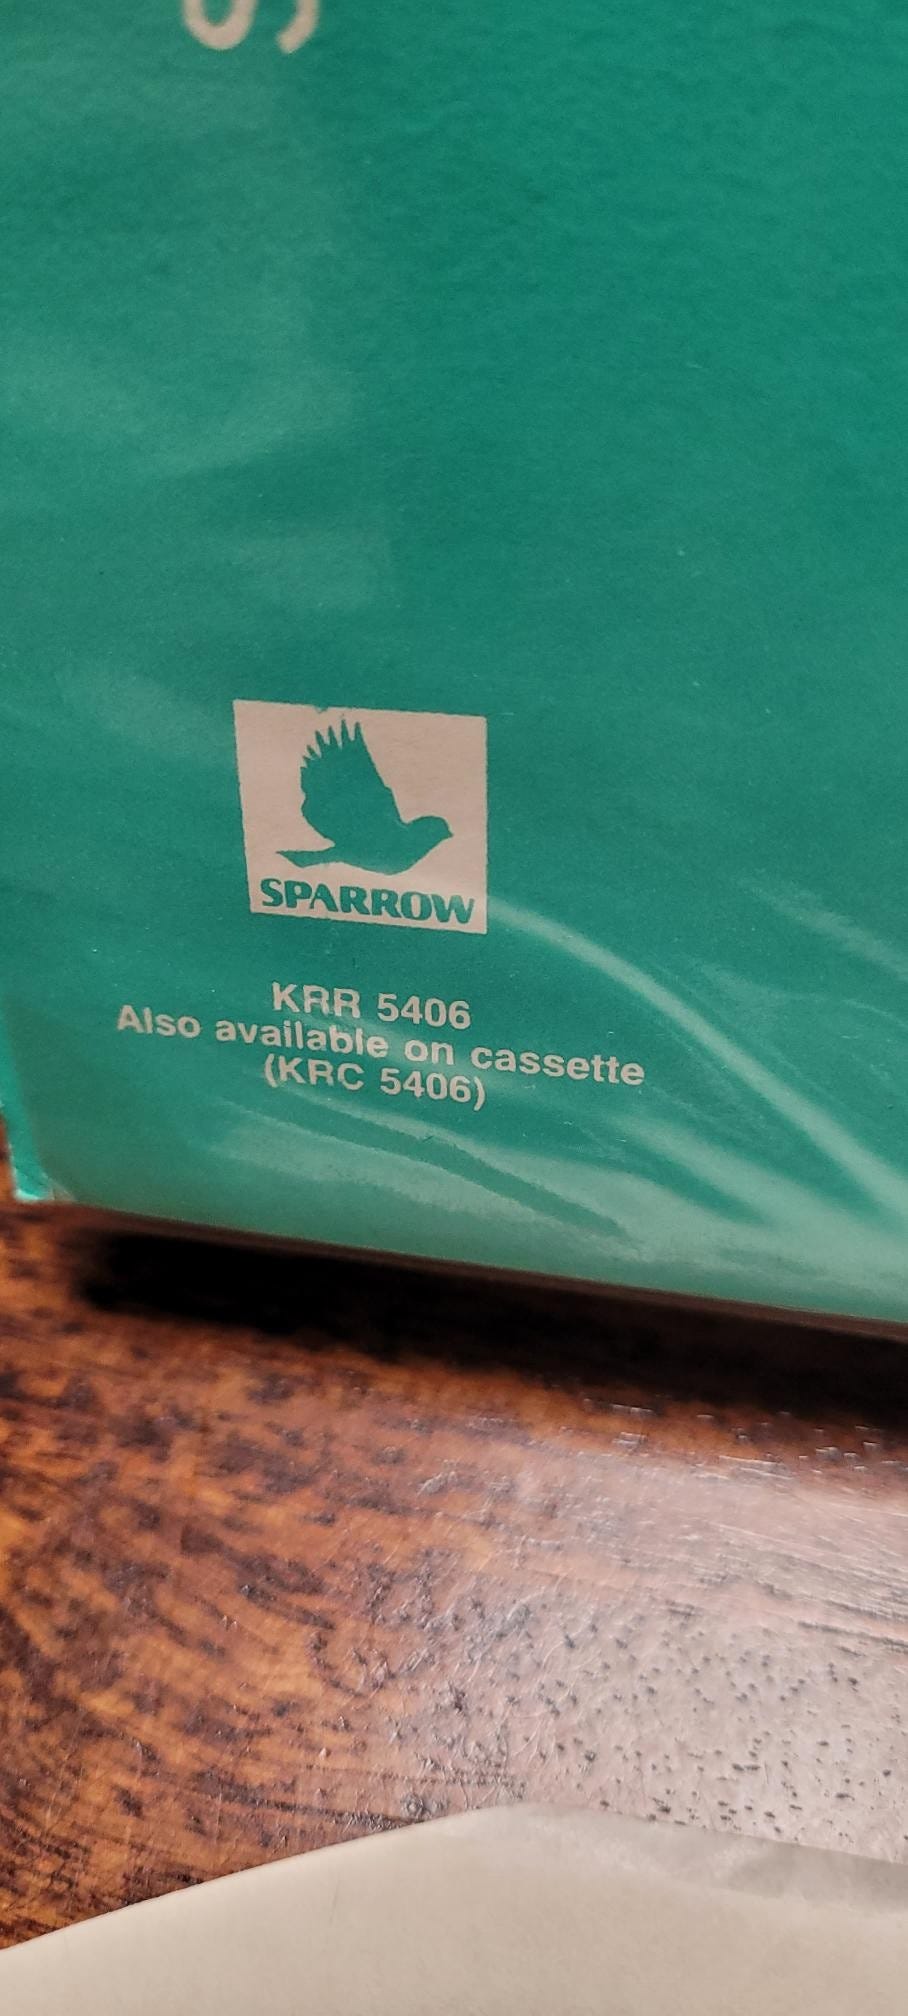 SPARROW
KRR 5406
Also available on cassette
(KRC 5406)